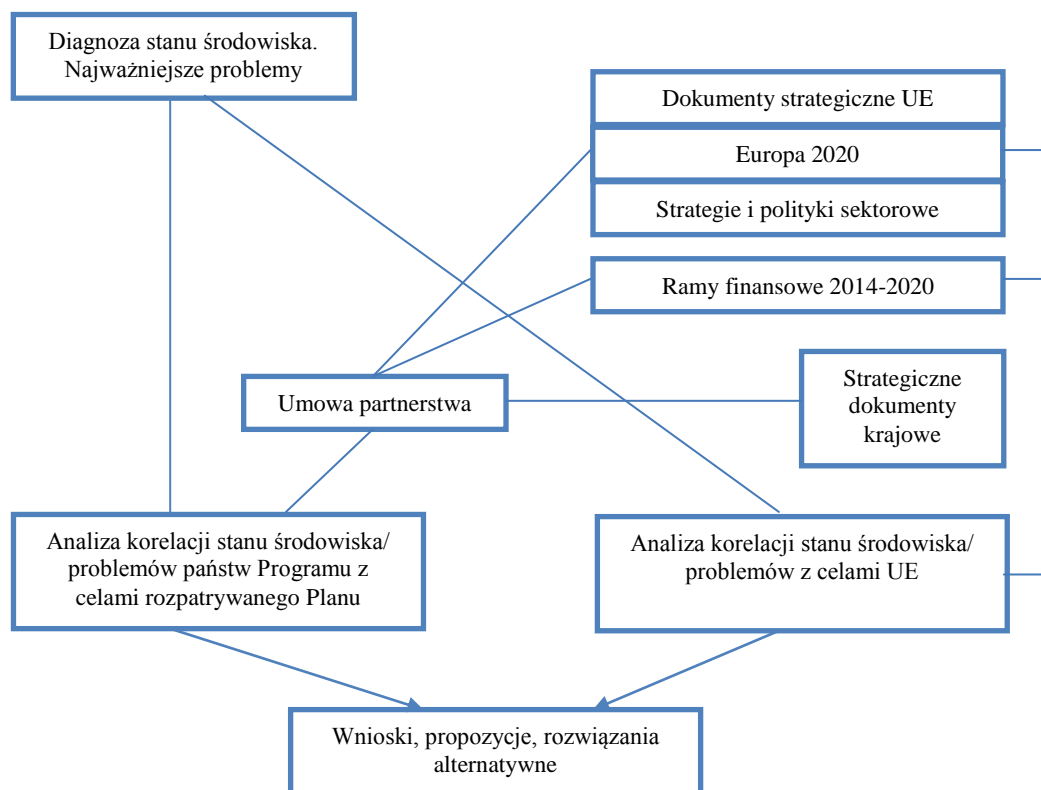 Diagnoza stanu środowiska.
Najważniejsze problemy
Dokumenty strategiczne UE
Europa 2020
Strategie i polityki sektorowe
Ramy finansowe 2014-2020
Strategiczne
dokumenty
krajowe
Umowa partnerstwa
Analiza korelacji stanu środowiska/
problemów państw Programu z
celami rozpatrywanego Planu
Analiza korelacji stanu środowiska/
problemów z celami UE
Wnioski, propozycje, rozwiązania
alternatywne